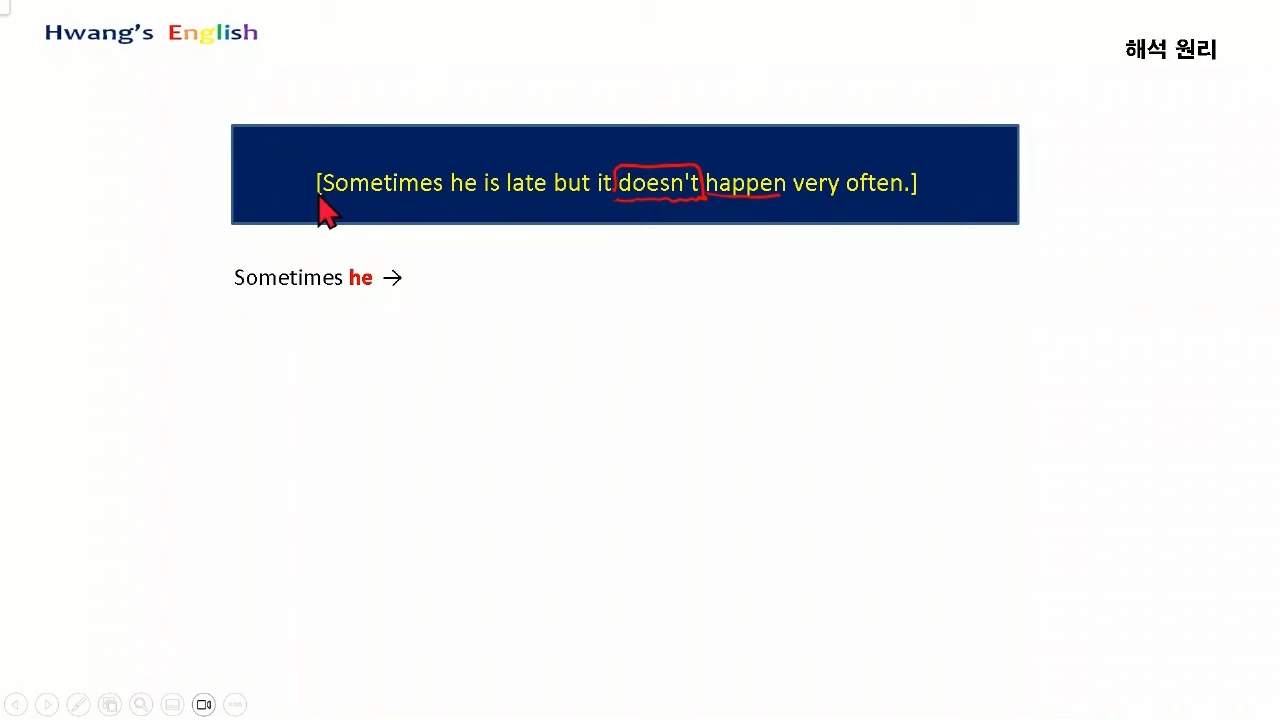 Hwang's English
해석 원리
[Sometimes he is late but it doesn't happen very often.]
Sometimes he →